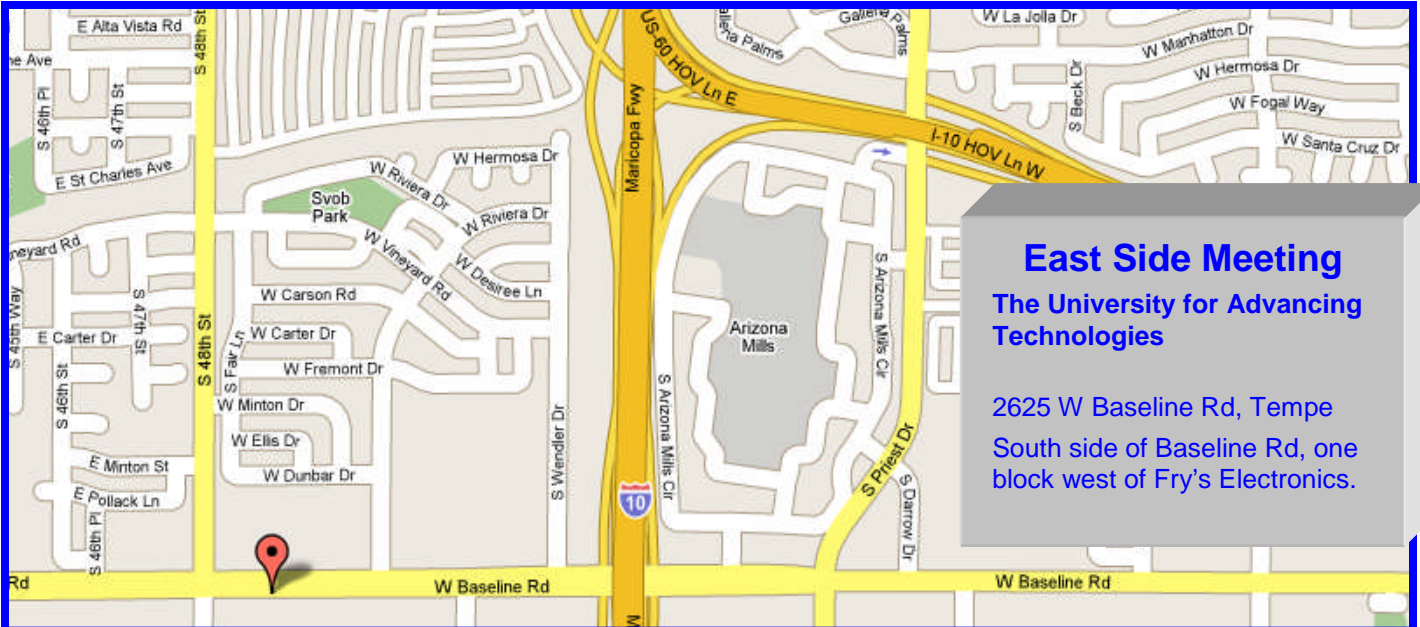 E Alta Vista Rd
S 48th St
US-60 HOV Ln E
Galleria Palms
Palms
W La Jolla Dr
W Manhatton Dr
ne Ave
S 46th Pl
S 47th St
Maricopa Fwy
S Beck Dr
W Hermosa Dr
W Fogal Way
I-10 HOV Ln W
W Santa Cruz Dr
E St Charles Ave
W Hermosa Dr
W Riviera Dr
Svob
Park
W Riviera Dr
W Vineyard Rd
W Desiree Ln
neyard Rd
East Side Meeting
The University for Advancing
Technologies
2625 W Baseline Rd, Tempe
South side of Baseline Rd, one
block west of Fry's Electronics.
S 45th Way
S 47th St
W Carson Rd
S Arizona Mills Cir
E Carter Dr
S 48th St
S Fair Ln
W Carter Dr
Arizona
Mills
W Fremont Dr
S 46th St
W Minton Dr
S Wendler Dr
S Arizona Mills Cir
W Ellis Dr
E Minton St
W Dunbar Dr
S Priest Dr
E Pollack Ln
10
S Darrow Dr
S 46th Pl
Rd
W Baseline Rd
W Baseline Rd
M